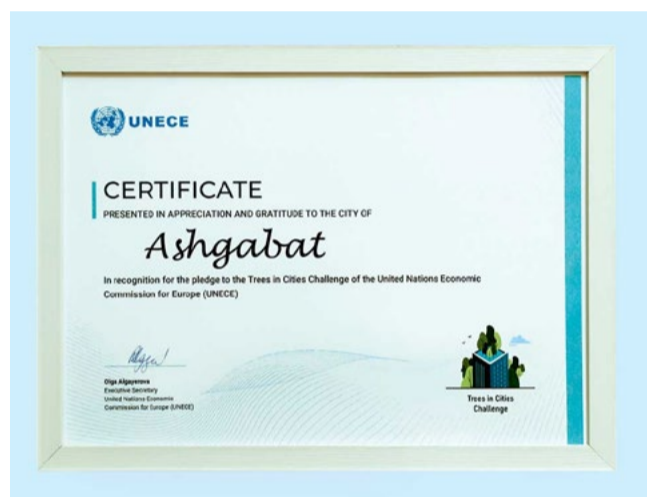 UNECE
CERTIFICATE
PRESENTED IN APPRECIATION AND GRATITUDE TO THE CITY OF
Ashgabat
In recognition for the pledge to the Trees in Cities Challenge of the United Nations Economic
Commission for Europe (UNECE)
Olga Algayerova
Executive Secretary
United Nations Economic
Commission for Europe (UNECE)
Trees in Cities
Challenge